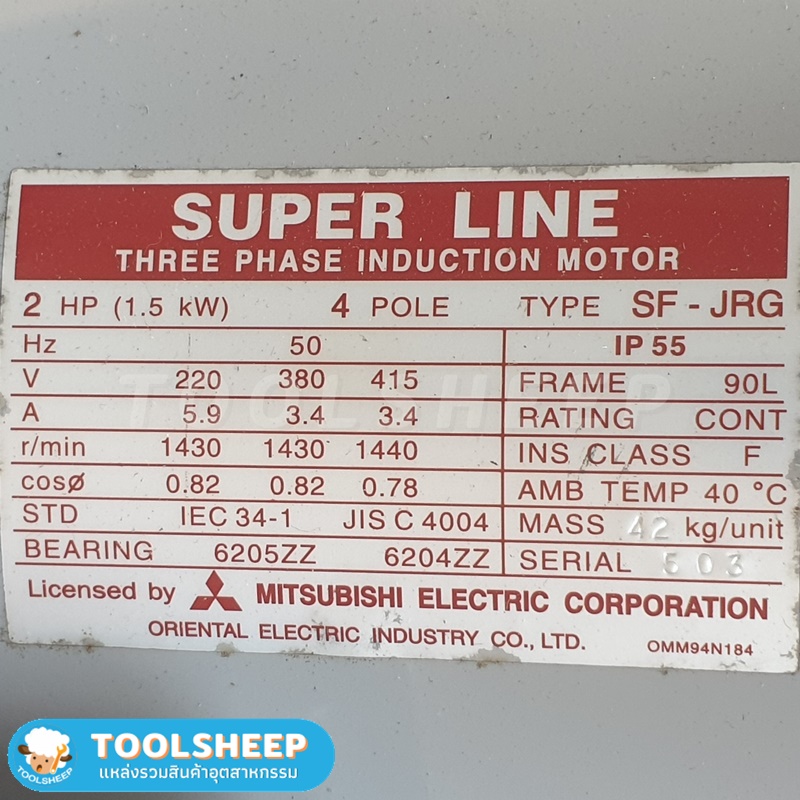 SUPER LINE
THREE PHASE INDUCTION MOTOR
2 HP (1.5 kW) 4 POLE TYPE SF - JRG
Hz 50 IP 55
V 220 380 415 FRAME 90L
A 5.9 3.4 3.4 RATING CONT
r/min 1430 1430 1440 INS CLASS F
cosø 0.82 0.82 0.78 AMB TEMP 40 °C
STD IEC 34-1 JIS C 4004 MASS 42 kg/unit
BEARING 6205ZZ 6204ZZ SERIAL 503
Licensed by MITSUBISHI ELECTRIC CORPORATION
ORIENTAL ELECTRIC INDUSTRY CO., LTD. OMM94N184
TOOLSHEEP
TOOLSHEEP
แหล่งรวมสินค้าอุตสาหกรรม
TOOLSHEEP